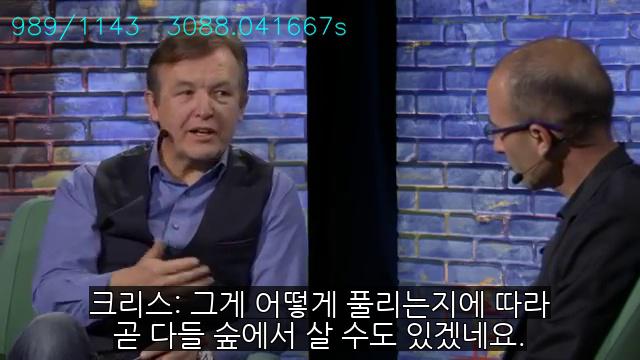 989/1143 3088.041667s
크리스: 그게 어떻게 풀리는지에 따라
곧 다들 숲에서 살 수도 있겠네요.